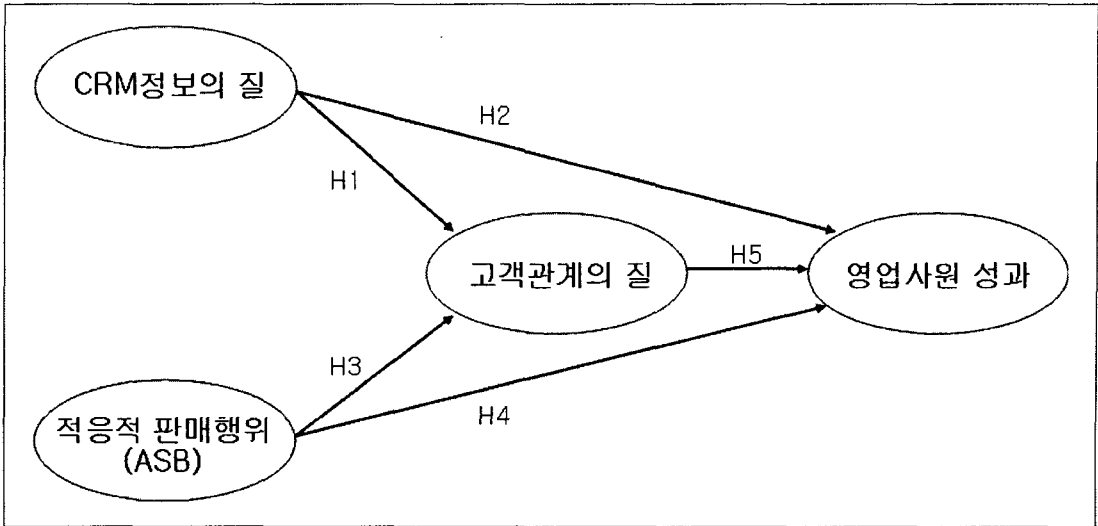 CRM정보의 질
H2
H1
고객관계의 질
H5
영업사원 성과
H3
적응적 판매행위
(ASB)
H4